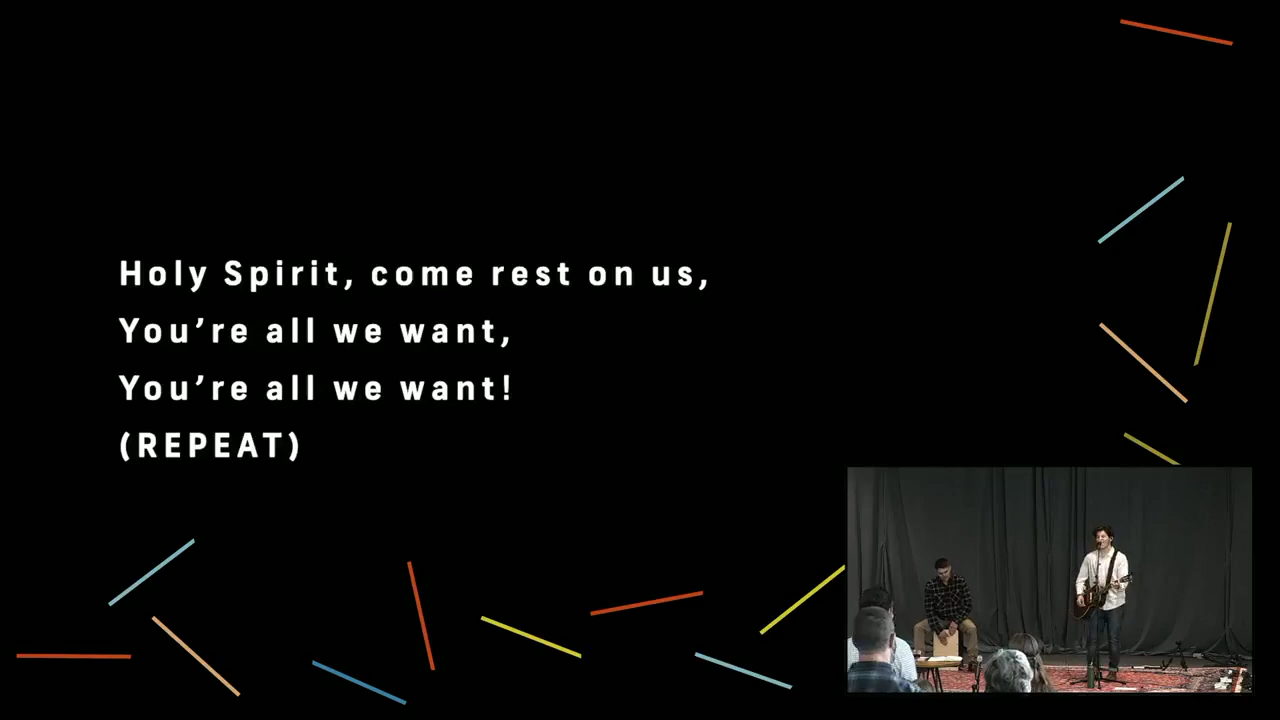 Holy Spirit, come rest on us,
You’re all we want,
You’re all we want!
(REPEAT)